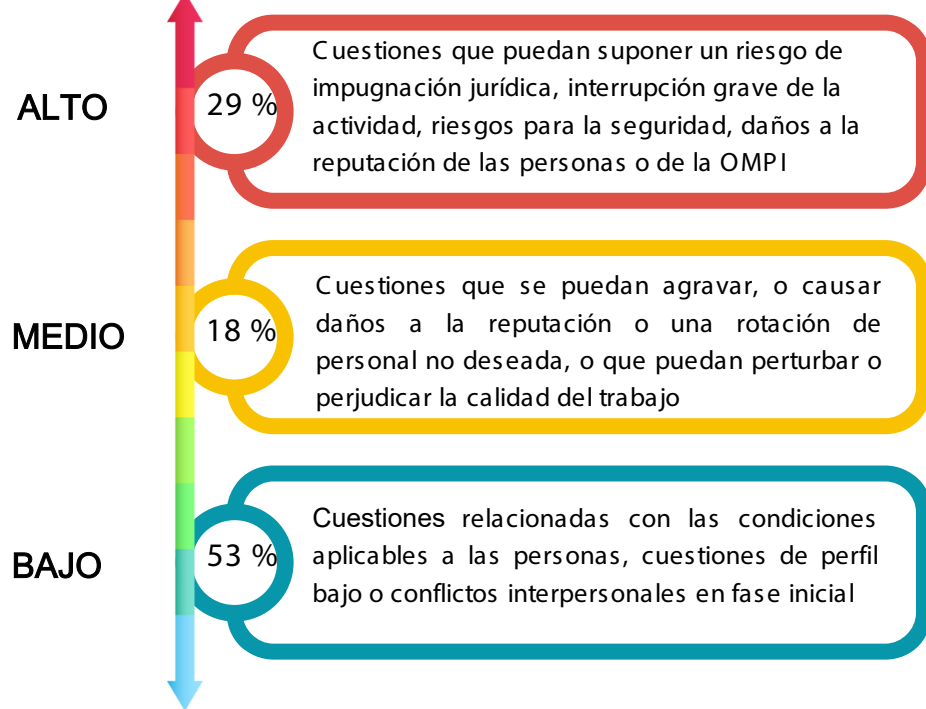 ALTO
29 %
Cuestiones que puedan suponer un riesgo de
impugnación jurídica, interrupción grave de la
actividad, riesgos para la seguridad, daños a la
reputación de las personas o de la OMPI
MEDIO
18 %
Cuestiones que se puedan agravar, o causar
daños a la reputación o una rotación de
personal no deseada, o que puedan perturbar o
perjudicar la calidad del trabajo
BAJO
53 %
Cuestiones relacionadas con las condiciones
aplicables a las personas, cuestiones de perfil
bajo o conflictos interpersonales en fase inicial